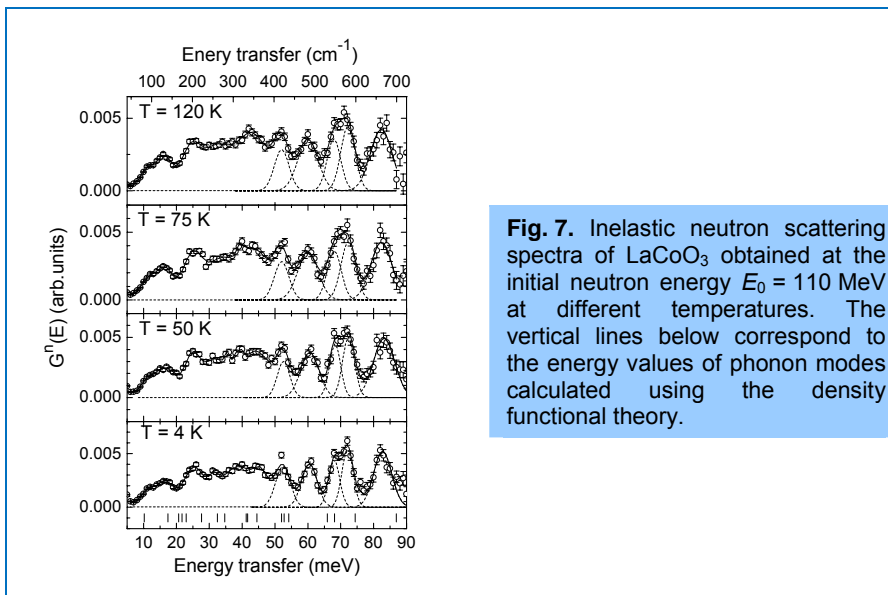 Enery transfer (cm-1)
100 200 300 400 500 600 700
T = 120 K
0.005
0.000
T = 75 K
0.005
0.000
T = 50 K
0.005
0.000
T = 4 K
0.005
0.000
Gn(E) (arb.units)
10 20 30 40 50 60 70 80 90
Energy transfer (meV)
Fig. 7. Inelastic neutron scattering
spectra of LaCoO3 obtained at the
initial neutron energy E0 = 110 MeV
at different temperatures. The
vertical lines below correspond to
the energy values of phonon modes
calculated using the density
functional theory.